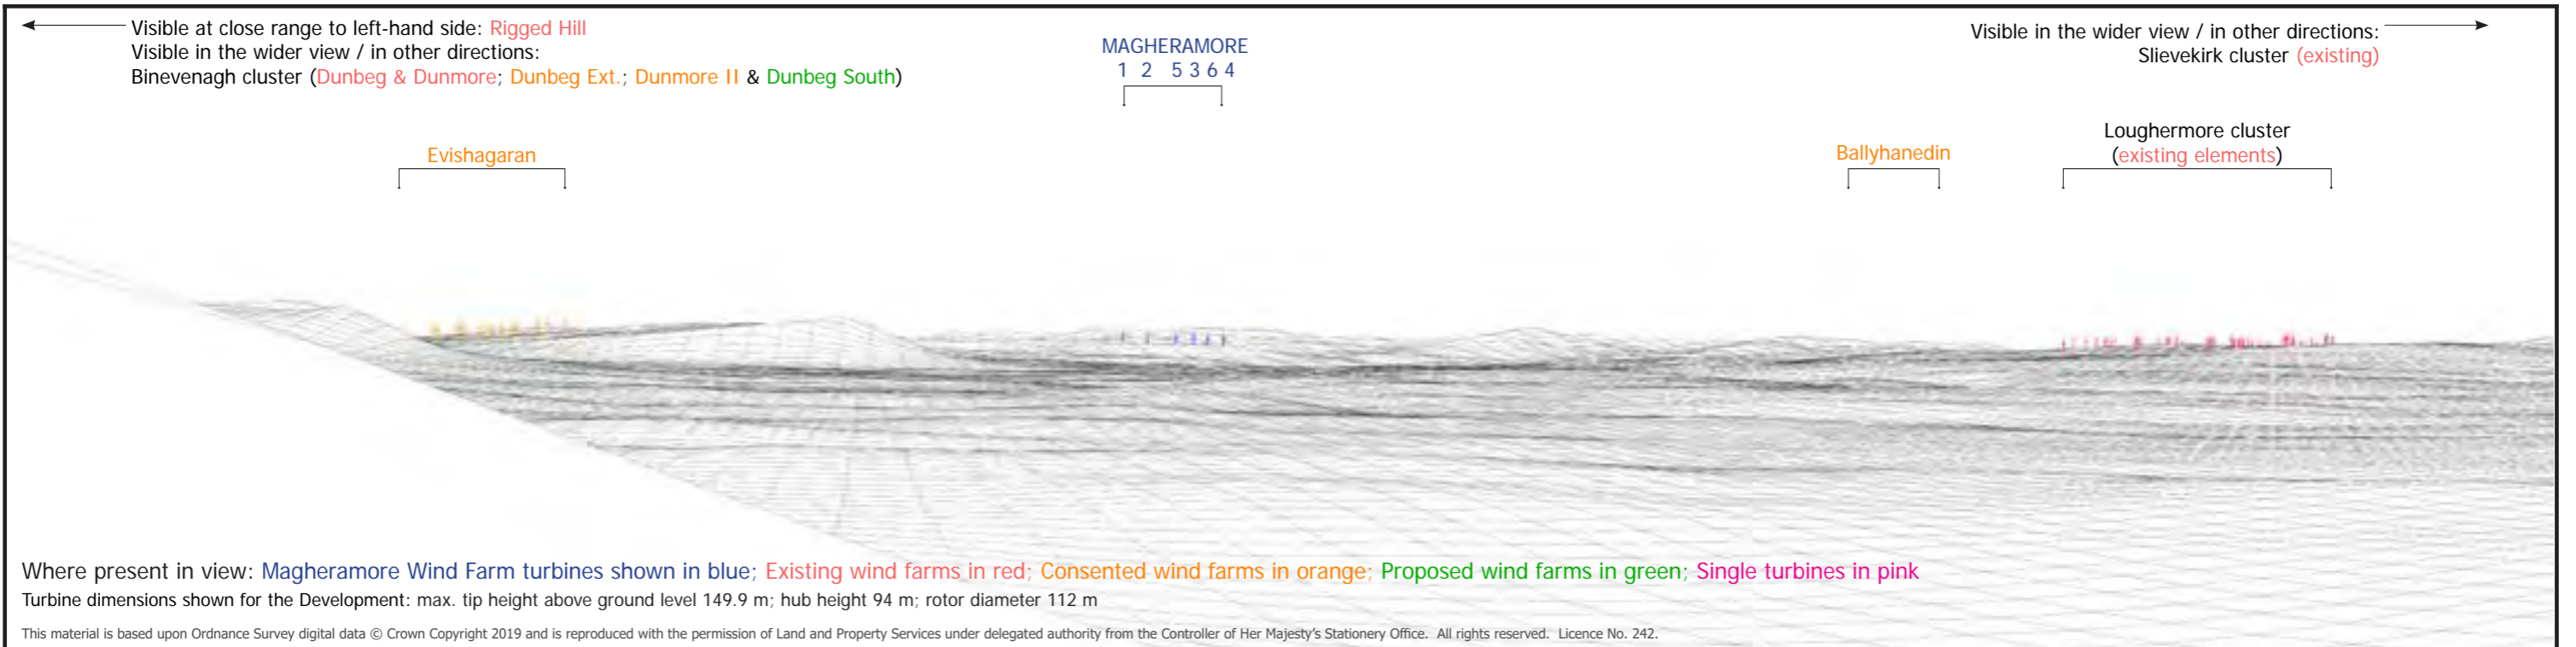 Visible at close range to left-hand side: Rigged Hill
Visible in the wider view / in other directions:
Binevenagh cluster (Dunbeg & Dunmore; Dunbeg Ext.; Dunmore II & Dunbeg South)
MAGHERAMORE
1 2 5 3 6 4
Visible in the wider view / in other directions:
Slievekirk cluster (existing)
Evishagaran
Ballyhanedin
Loughermore cluster
(existing elements)
Where present in view: Magheramore Wind Farm turbines shown in blue; Existing wind farms in red; Consented wind farms in orange; Proposed wind farms in green; Single turbines in pink
Turbine dimensions shown for the Development: max. tip height above ground level 149.9 m; hub height 94 m; rotor diameter 112 m
This material is based upon Ordnance Survey digital data © Crown Copyright 2019 and is reproduced with the permission of Land and Property Services under delegated authority from the Controller of Her Majesty's Stationery Office. All rights reserved. Licence No. 242.